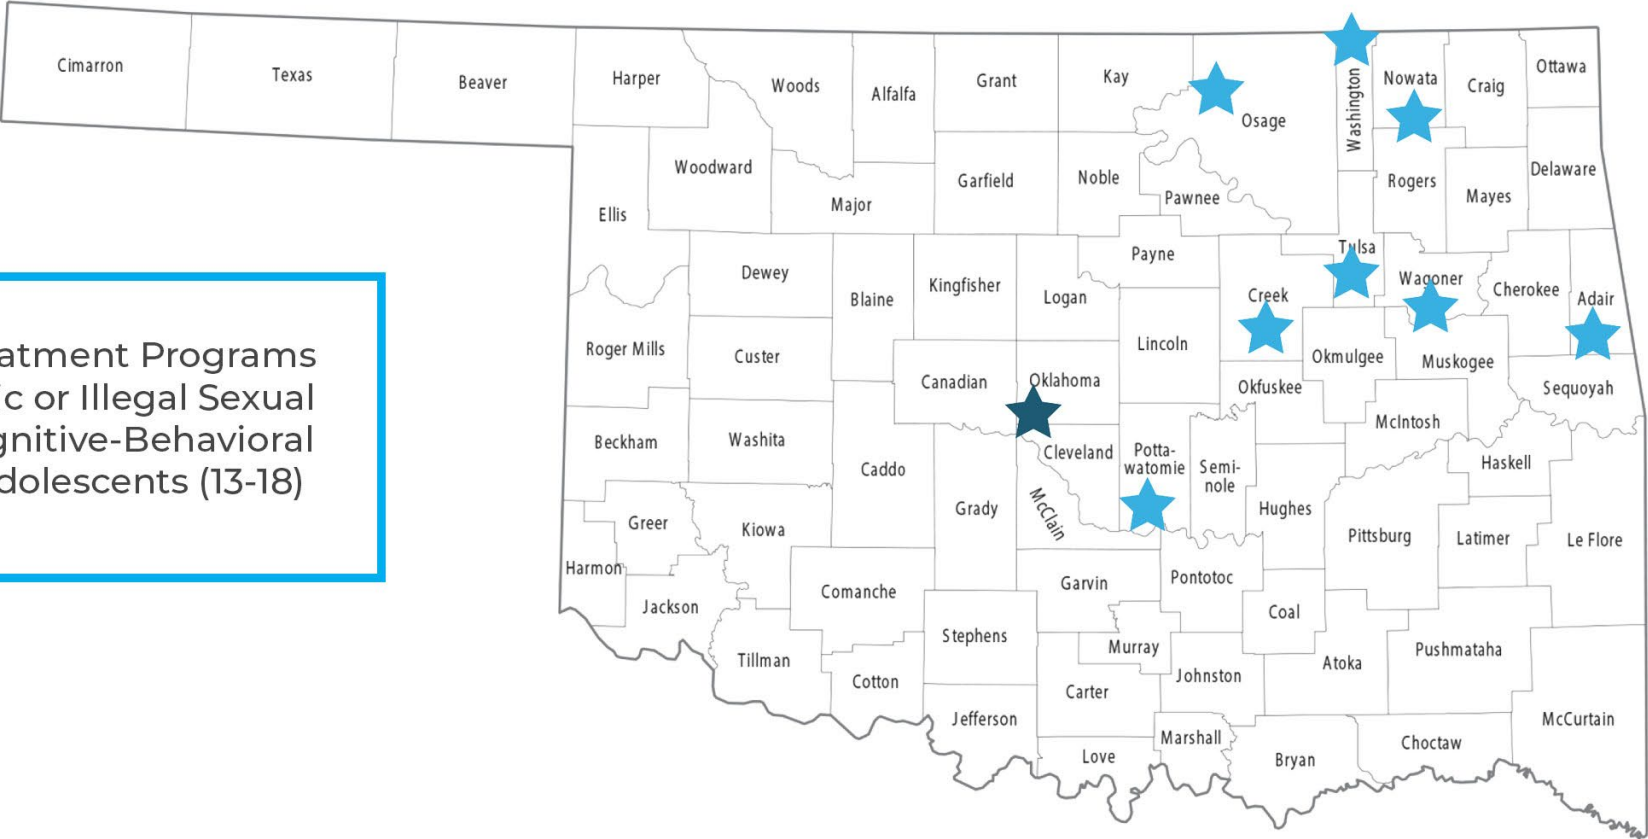 Cimarron
Texas
Beaver
Harper
Woods
Alfalfa
Grant
Kay
Osage
Washington
Nowata
Craig
Ottawa
Woodward
Ellis
Major
Garfield
Noble
Pawnee
Rogers
Mayes
Delaware
Dewey
Blaine
Kingfisher
Logan
Payne
Creek
Tulsa
Wagoner
Cherokee
Adair
Roger Mills
Custer
Canadian
Oklahoma
Lincoln
Okfuskee
Okmulgee
Muskogee
Sequoyah
atment Programs
c or Illegal Sexual
gnitive-Behavioral
dolescents (13-18)
Beckham
Washita
Caddo
Grady
McClain
Cleveland
Potta-
watomie
Semi-
nole
Hughes
McIntosh
Haskell
Greer
Kiowa
Harmon
Jackson
Comanche
Garvin
Pontotoc
Pittsburg
Latimer
Le Flore
Tillman
Cotton
Stephens
Murray
Coal
Johnston
Atoka
Pushmataha
Jefferson
Carter
Love
Marshall
Bryan
Choctaw
McCurtain